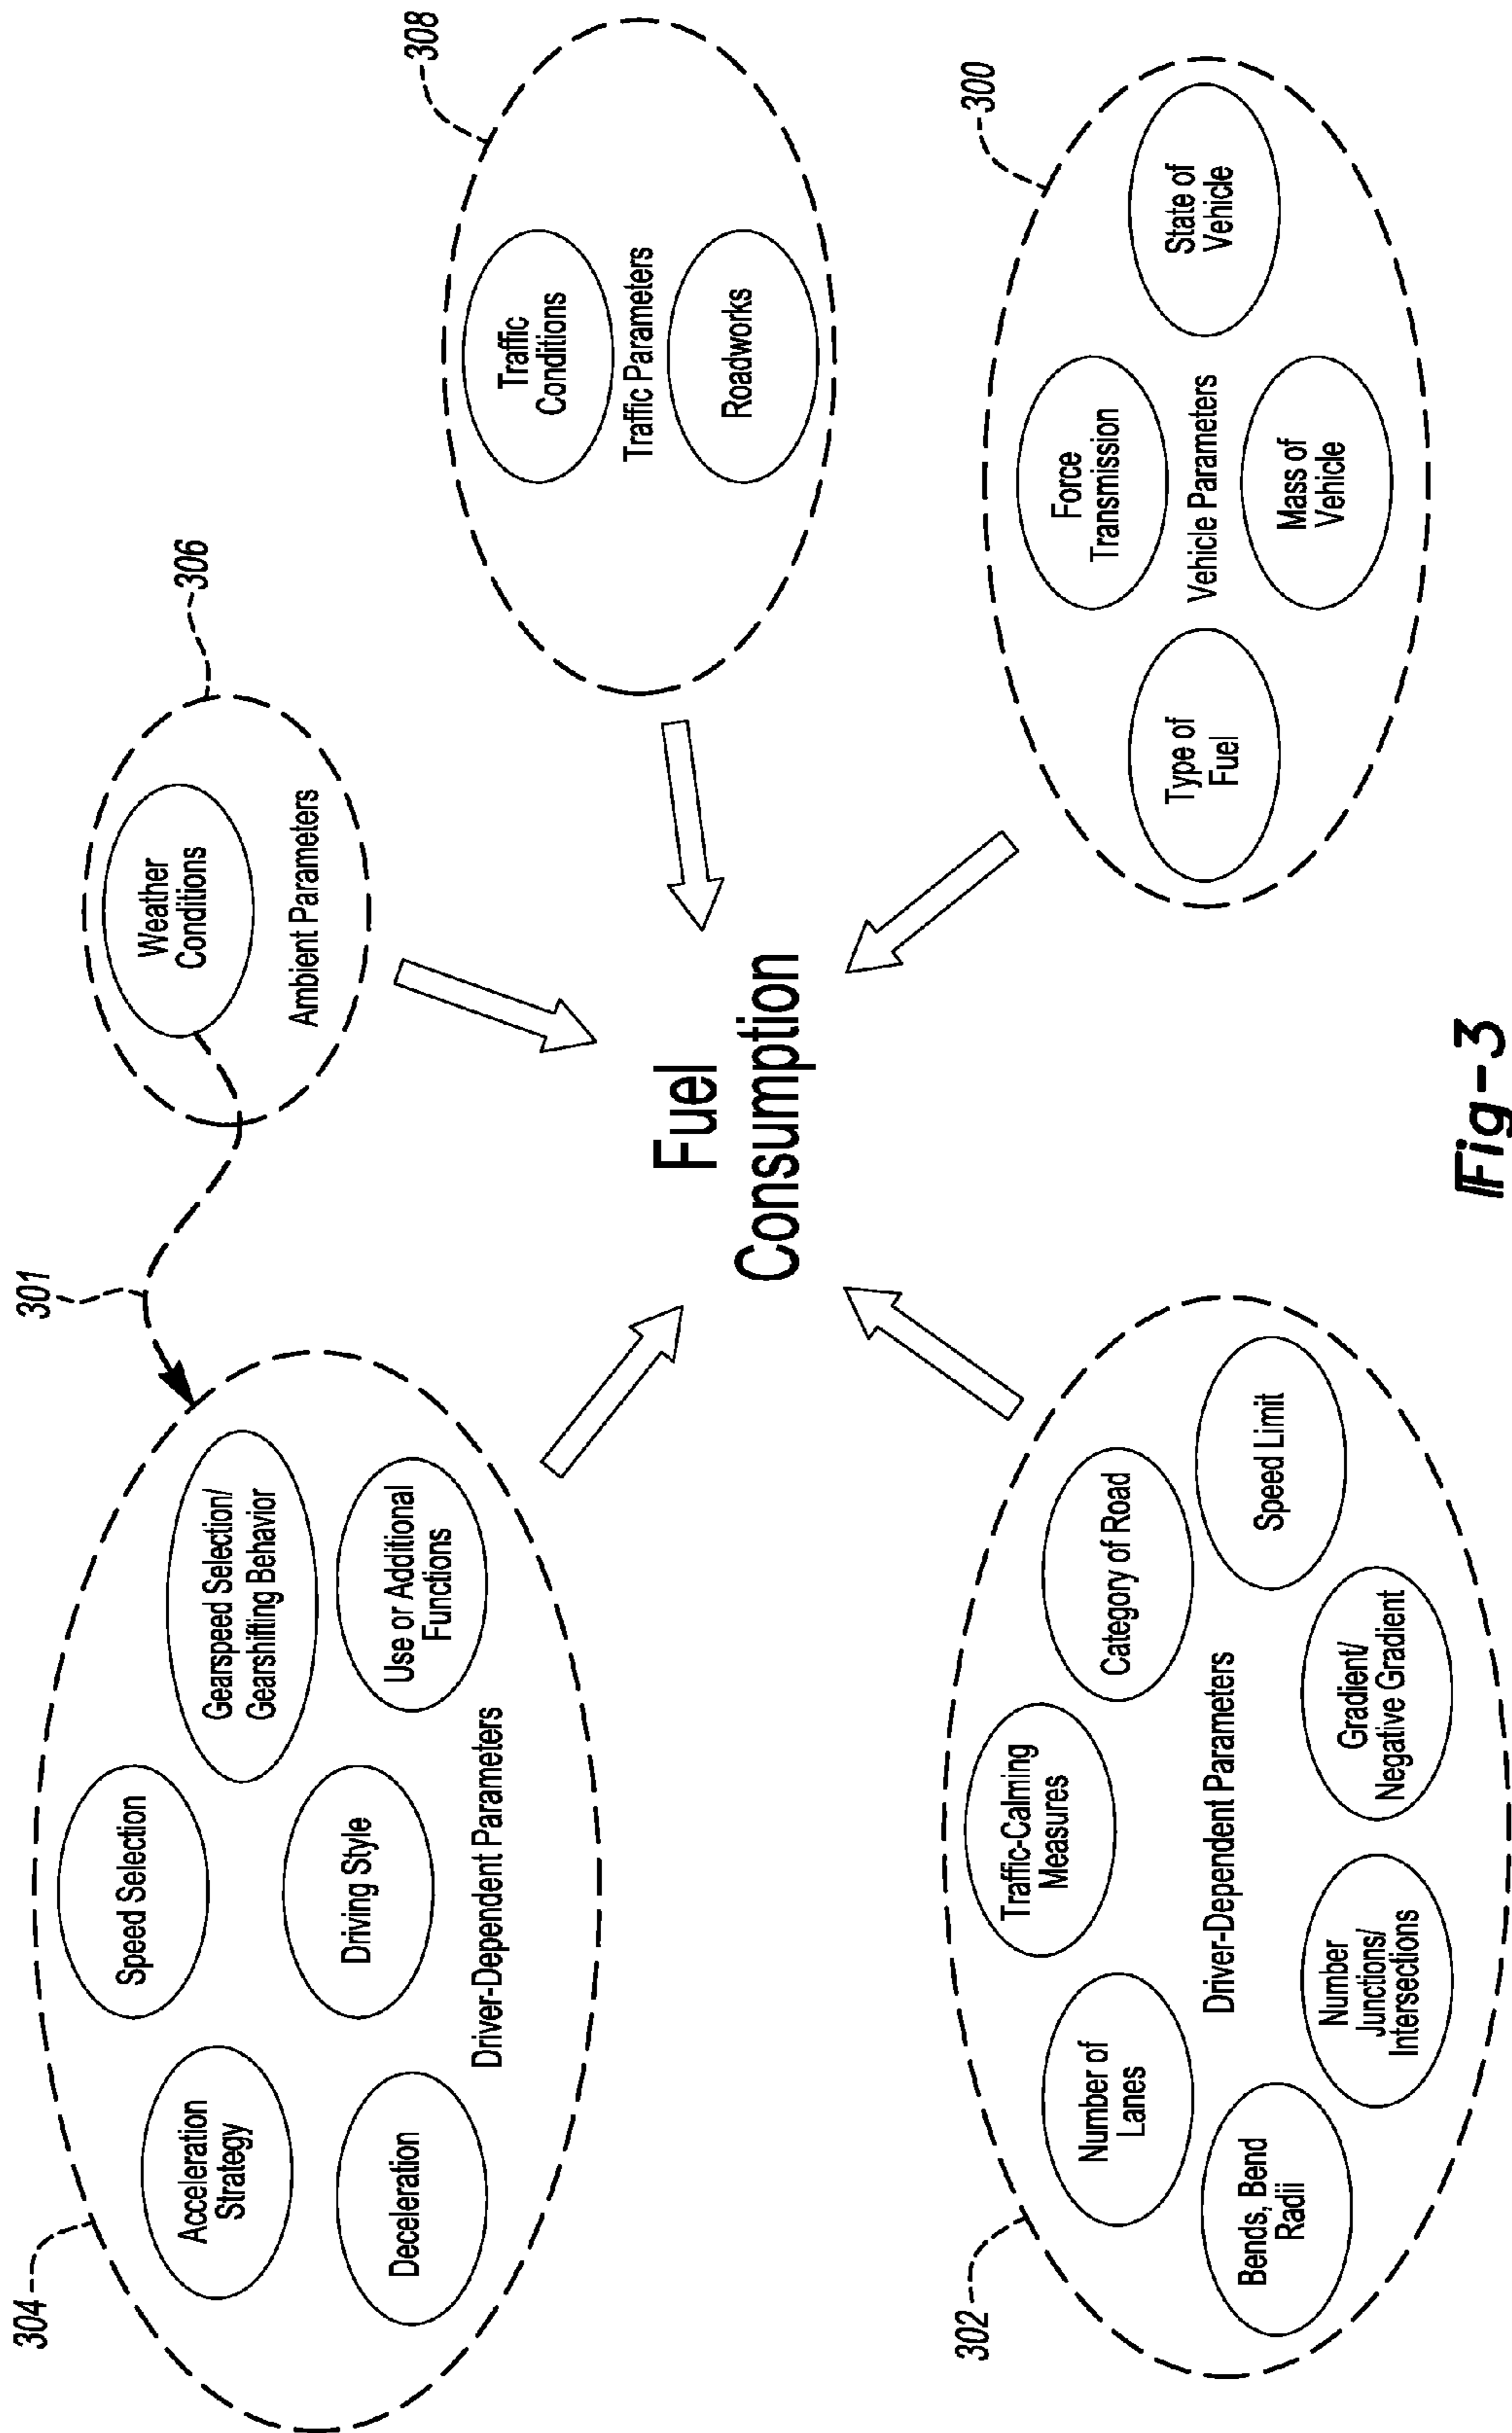 304
Acceleration
Strategy
Speed Selection
Gearspeed Selection/
Gearshifting Behavior
Deceleration
Driving Style
Use or Additional
Functions
Driver-Dependent Parameters
301
306
Weather
Conditions
Ambient Parameters
308
Traffic
Conditions
Traffic Parameters
Roadworks
Fuel
Consumption
302
Number of
Lanes
Traffic-Calming
Measures
Category of Road
Bends, Bend
Radii
Driver-Dependent Parameters
Speed Limit
Number
Junctions/
Intersections
Gradient/
Negative Gradient
300
Type of
Fuel
Force
Transmission
Vehicle Parameters
Mass of
Vehicle
State of
Vehicle
Fig-3